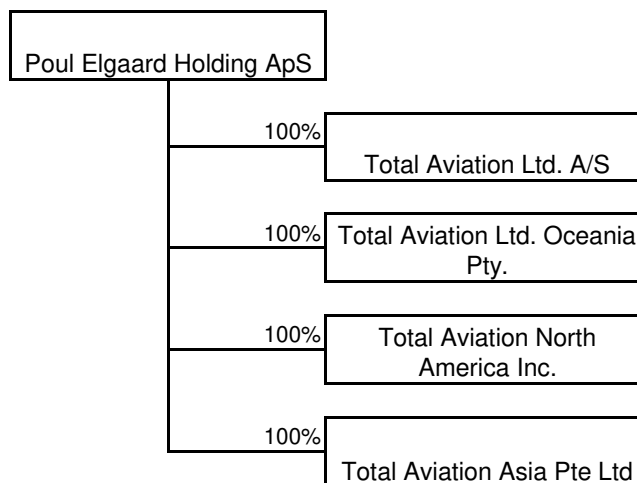 Poul Elgaard Holding ApS
100%
Total Aviation Ltd. A/S
100%
Total Aviation Ltd. Oceania
Pty.
100%
Total Aviation North
America Inc.
100%
Total Aviation Asia Pte Ltd